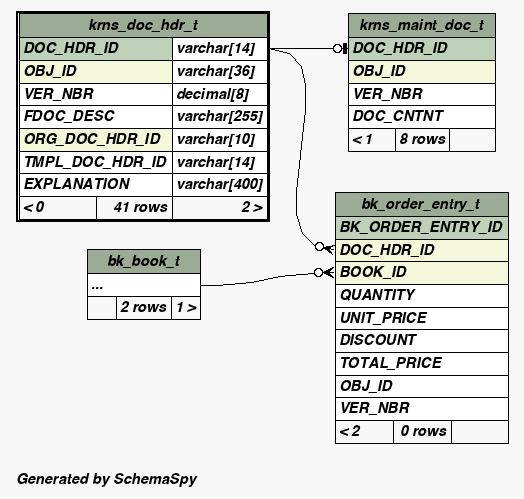 krns_doc_hdr_t
DOC_HDR_ID varchar[14]
OBJ_ID varchar[36]
VER_NBR decimal[8]
FDOC_DESC varchar[255]
ORG_DOC_HDR_ID varchar[10]
TMPL_DOC_HDR_ID varchar[14]
EXPLANATION varchar[400]
< 0 41 rows 2 >
krns_maint_doc_t
DOC_HDR_ID
OBJ_ID
VER_NBR
DOC_CNTNT
< 1 8 rows
bk_order_entry_t
BK_ORDER_ENTRY_ID
DOC_HDR_ID
BOOK_ID
QUANTITY
UNIT_PRICE
DISCOUNT
TOTAL_PRICE
OBJ_ID
VER_NBR
< 2 0 rows
bk_book_t
...
2 rows 1 >
Generated by SchemaSpy